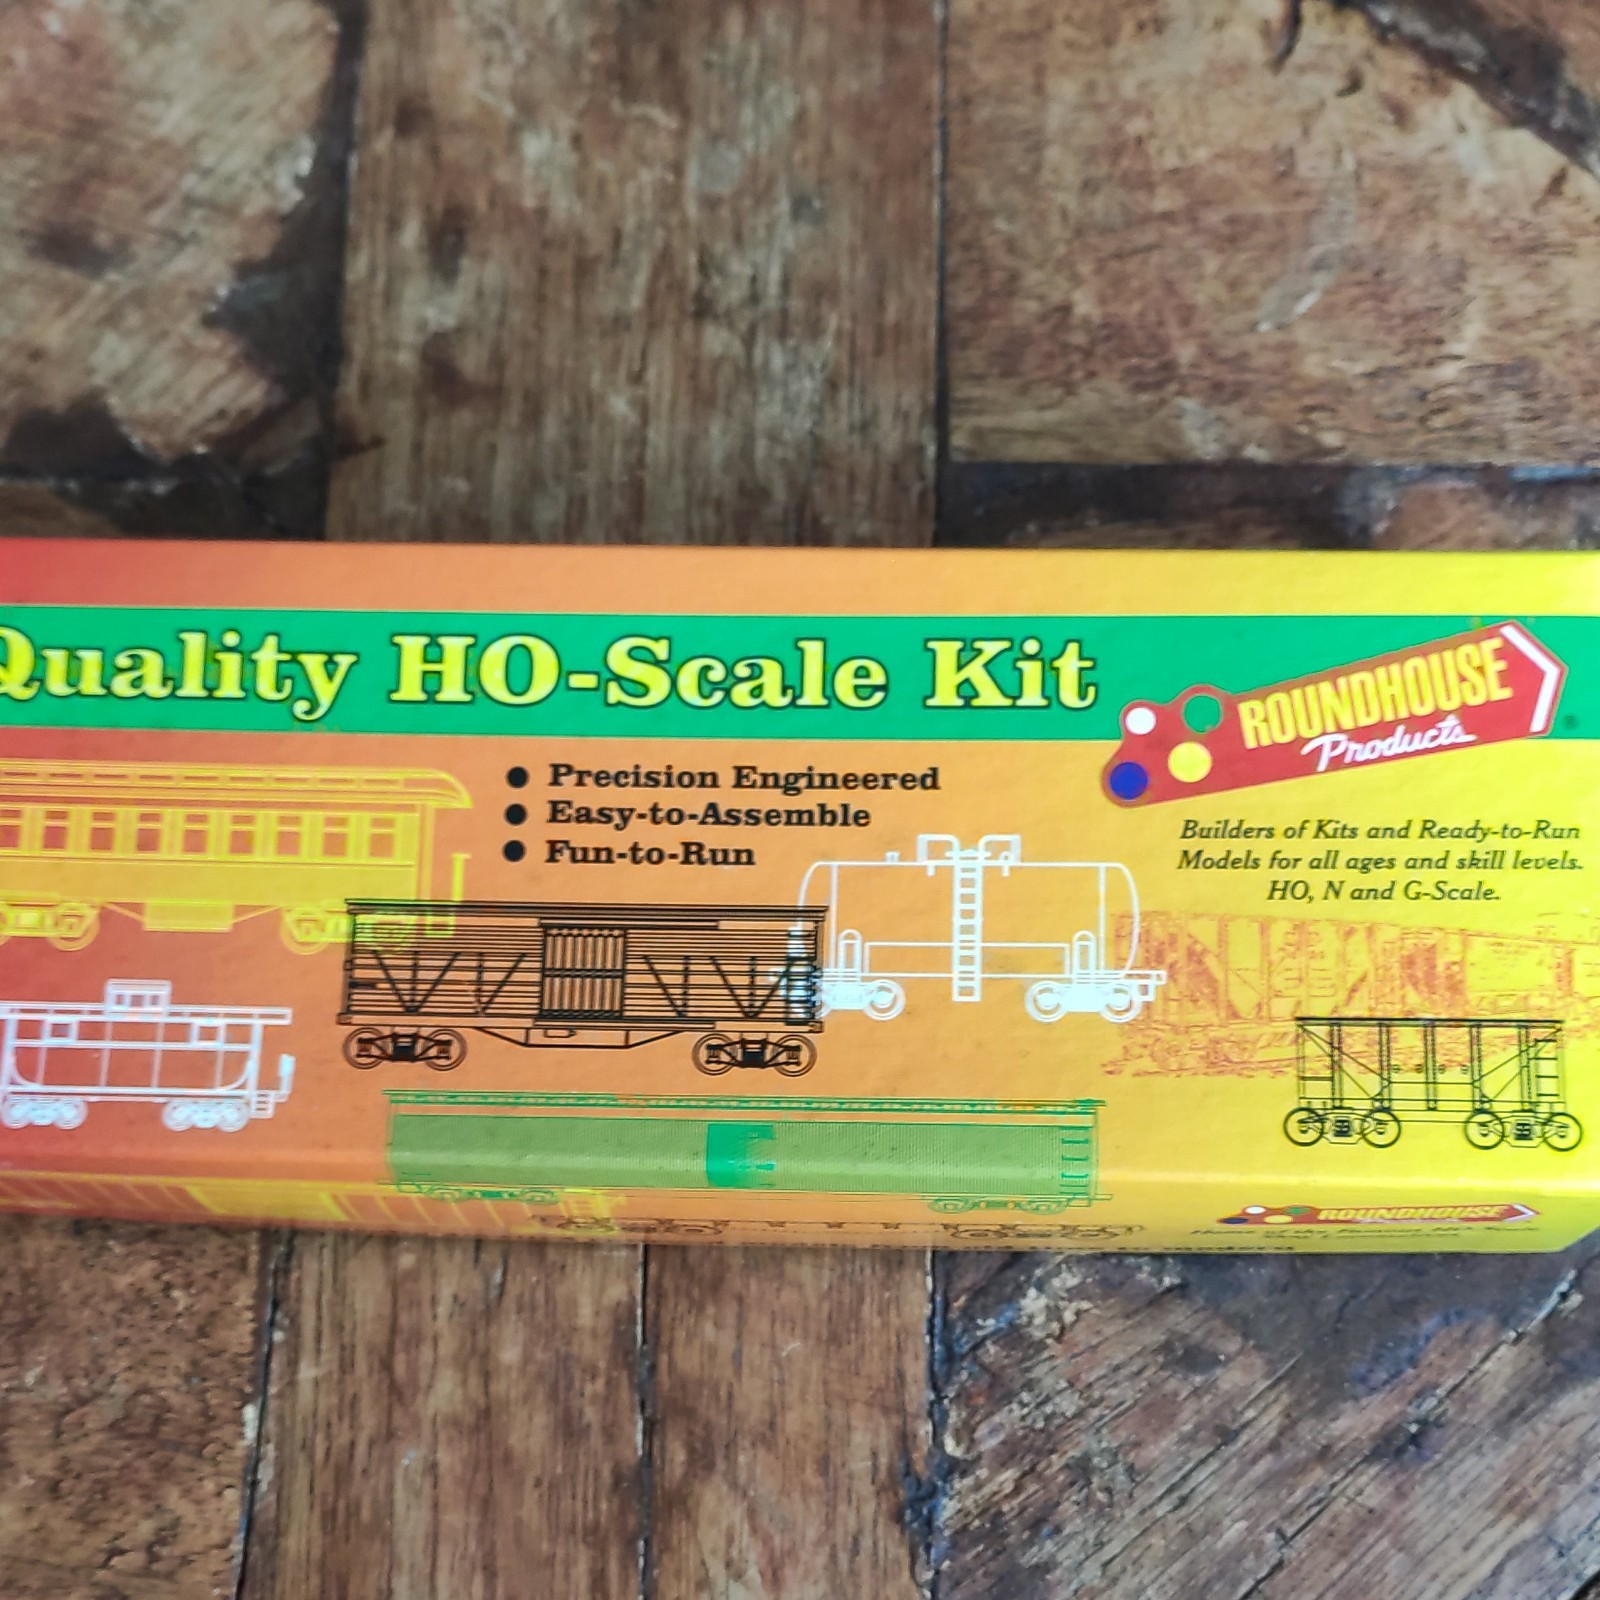 Quality HO-Scale Kit
ROUNDHOUSE
Products
● Precision Engineered
● Easy-to-Assemble
● Fun-to-Run
Builders of Kits and Ready-to-Run
Models for all ages and skill levels.
HO, N and G-Scale.
ROUNDHOUSE